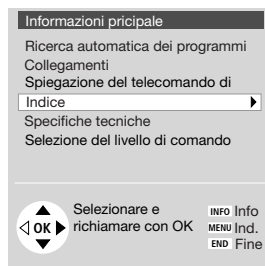 Informazioni pricipale
Ricerca automatica dei programmi
Collegamenti
Spiegazione del telecomando di
Indice
Specifiche tecniche
Selezione del livello di comando
OK
Selezionare e
richiamare con OK
INFO Info
MENU Ind.
END Fine